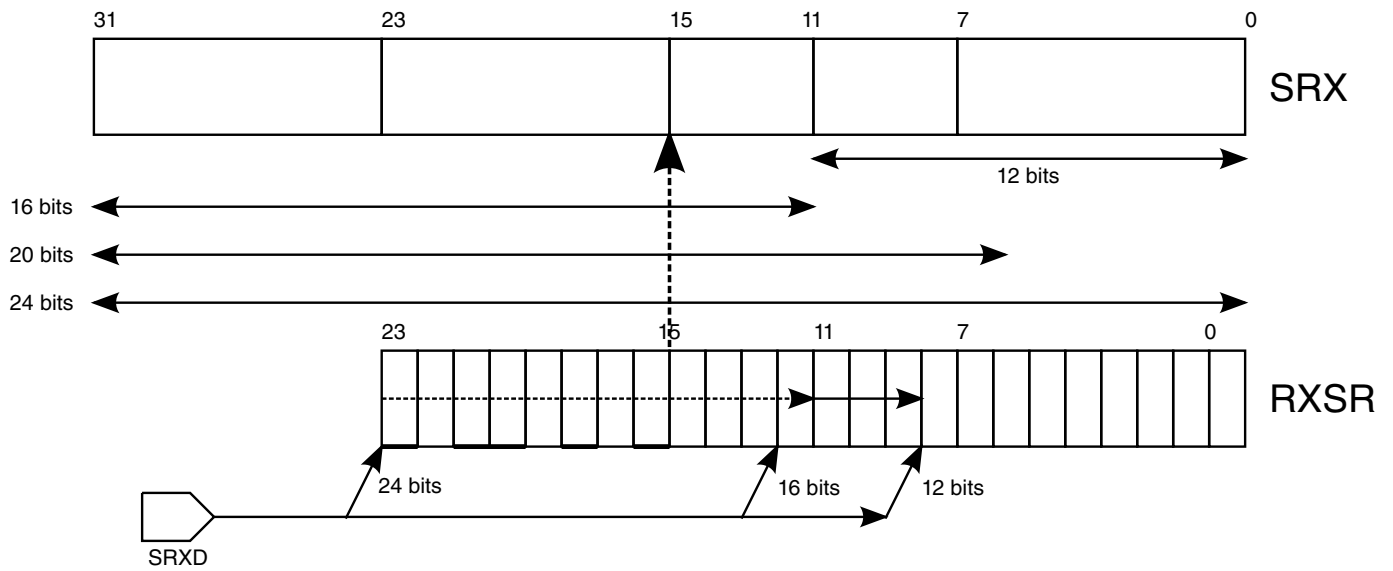 31 23 15 11 7 0
SRX
12 bits
16 bits
20 bits
24 bits
23 15 11 7 0
RXSR
24 bits 16 bits 12 bits
SRXD